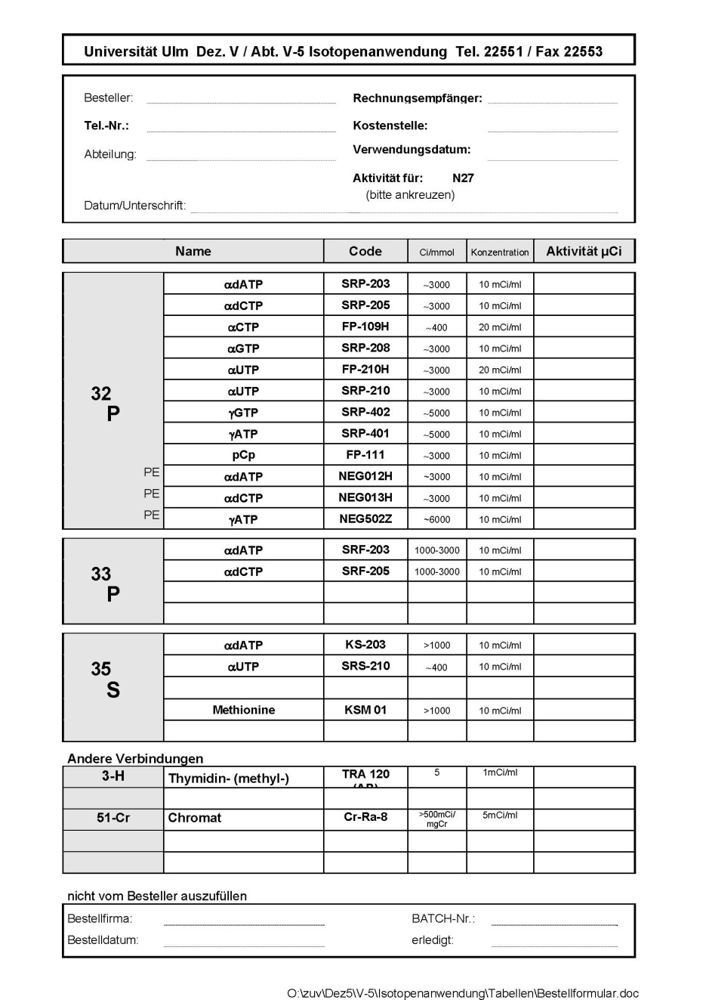 Universität Ulm Dez. V / Abt. V-5 Isotopenanwendung Tel. 22551 / Fax 22553
Besteller: Rechnungsempfänger:
Tel.-Nr.: Kostenstelle:
Abteilung: Verwendungsdatum:
Aktivität für: N27
(bitte ankreuzen)
Datum/Unterschrift:
Name Code Ci/mmol Konzentration Aktivität µCi
32P
αdATP SRP-203 ~3000 10 mCi/ml
αdCTP SRP-205 ~3000 10 mCi/ml
αCTP FP-109H ~400 20 mCi/ml
αGTP SRP-208 ~3000 10 mCi/ml
αUTP FP-210H ~3000 20 mCi/ml
αUTP SRP-210 ~3000 10 mCi/ml
γGTP SRP-402 ~5000 10 mCi/ml
γATP SRP-401 ~5000 10 mCi/ml
pCp FP-111 ~3000 10 mCi/ml
PE αdATP NEG012H ~3000 10 mCi/ml
PE αdCTP NEG013H ~3000 10 mCi/ml
PE γATP NEG502Z ~6000 10 mCi/ml
33P
αdATP SRF-203 1000-3000 10 mCi/ml
αdCTP SRF-205 1000-3000 10 mCi/ml
35S
αdATP KS-203 >1000 10 mCi/ml
αUTP SRS-210 ~400 10 mCi/ml
Methionine KSM 01 >1000 10 mCi/ml
Andere Verbindungen
3-H Thymidin- (methyl-) TRA 120 5 1mCi/ml
51-Cr Chromat Cr-Ra-8 >500mCi/ 5mCi/ml
mgCr
nicht vom Besteller auszufüllen
Bestellfirma: BATCH-Nr.:
Bestelldatum: erledigt:
O:\zuv\Dez5\V-5\Isotopenanwendung\Tabellen\Bestellformular.doc